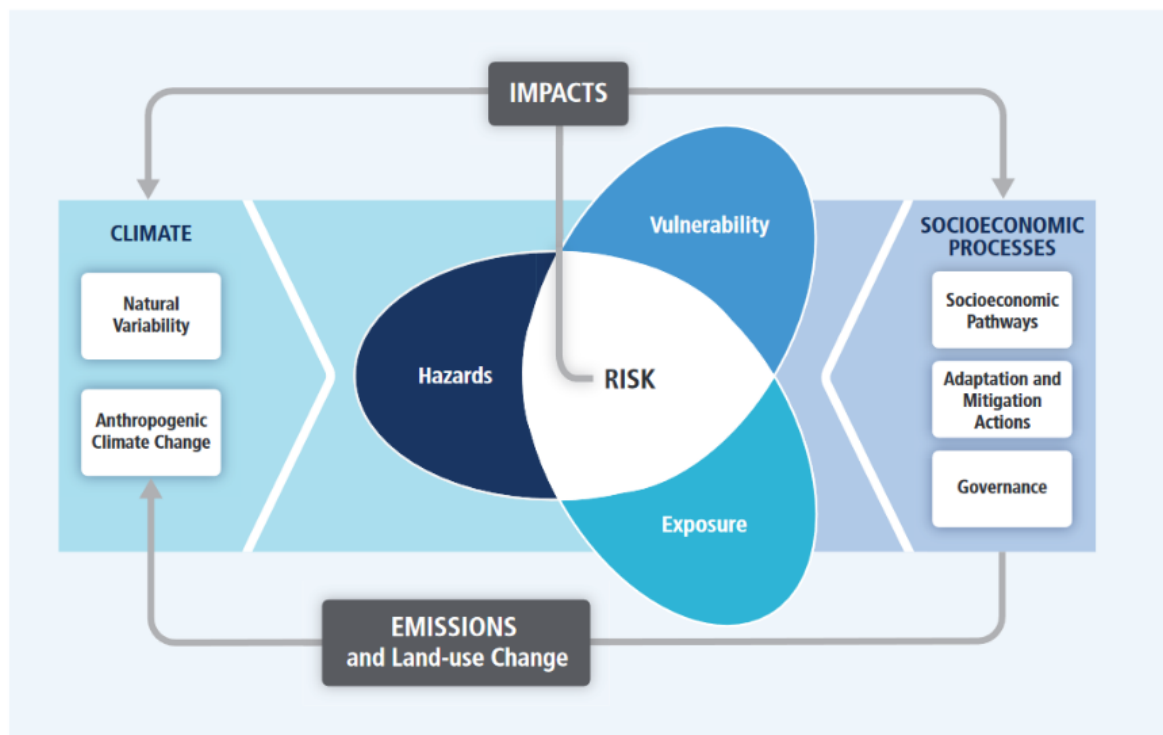 IMPACTS
CLIMATE
Natural
Variability
Anthropogenic
Climate Change
Vulnerability
Hazards
RISK
Exposure
SOCIOECONOMIC
PROCESSES
Socioeconomic
Pathways
Adaptation and
Mitigation
Actions
Governance
EMISSIONS
and Land-use Change